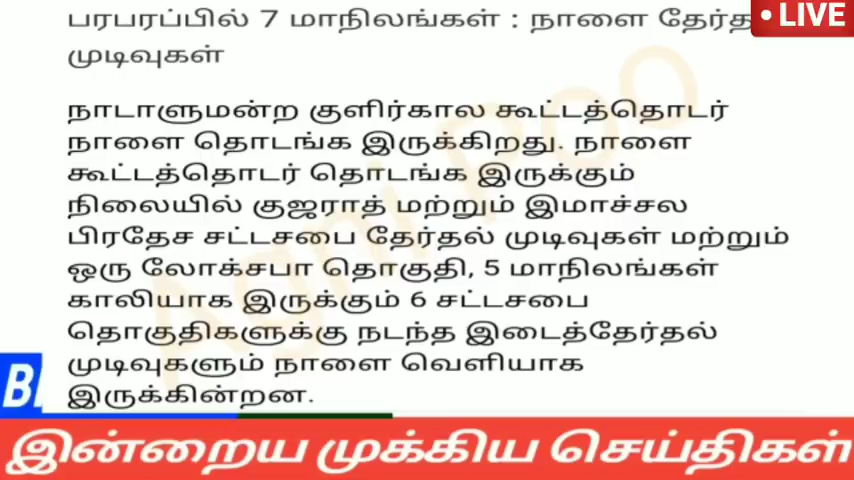 பரபரப்பில் 7 மாநிலங்கள் : நாளை
• LIVE
முடிவுகள்
நாடாளுமன்ற குளிர்கால கூட்டத்தொடர்
நாளை தொடங்க இருக்கிறது. நாளை
கூட்டத்தொடர் தொடங்க இருக்கும்
நிலையில் குஜராத் மற்றும் இமாச்சல
பிரதேச சட்டசபை தேர்தல் முடிவுகள் மற்றும்
ஒரு லோக்சபா தொகுதி, 5 மாநிலங்கள்
காலியாக இருக்கும் 6 சட்டசபை
தொகுதிகளுக்கு நடந்த இடைத்தேர்தல்
முடிவுகளும் நாளை வெளியாக
இருக்கின்றன.
Agni Poo
இன்றைய முக்கிய செய்திகள்